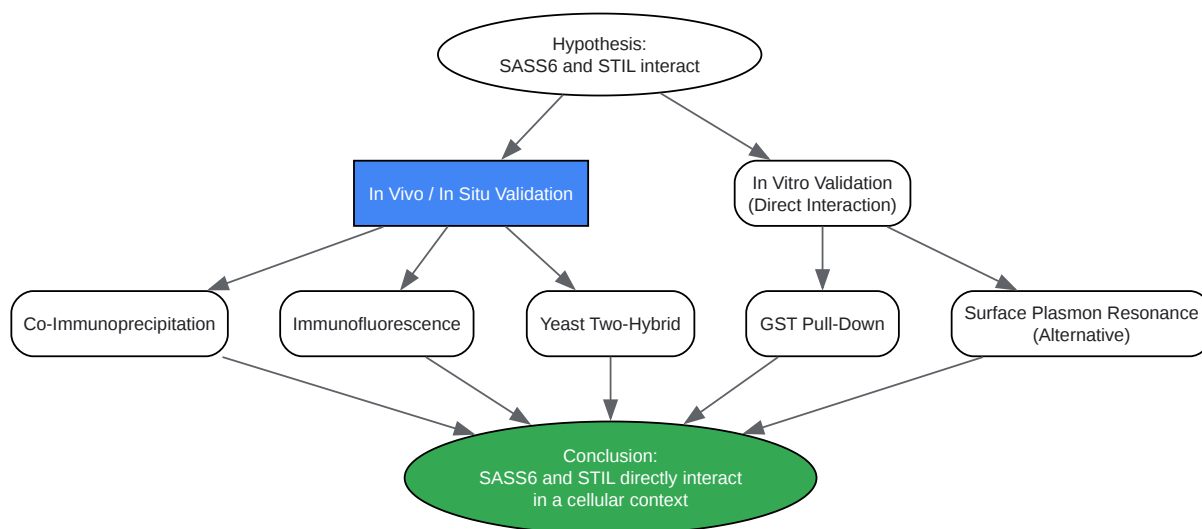 Hypothesis:
SASS6 and STIL interact
In Vivo / In Situ Validation
In Vitro Validation
(Direct Interaction)
Co-Immunoprecipitation
Immunofluorescence
Yeast Two-Hybrid
GST Pull-Down
Surface Plasmon Resonance
(Alternative)
Conclusion:
SASS6 and STIL directly interact
in a cellular context